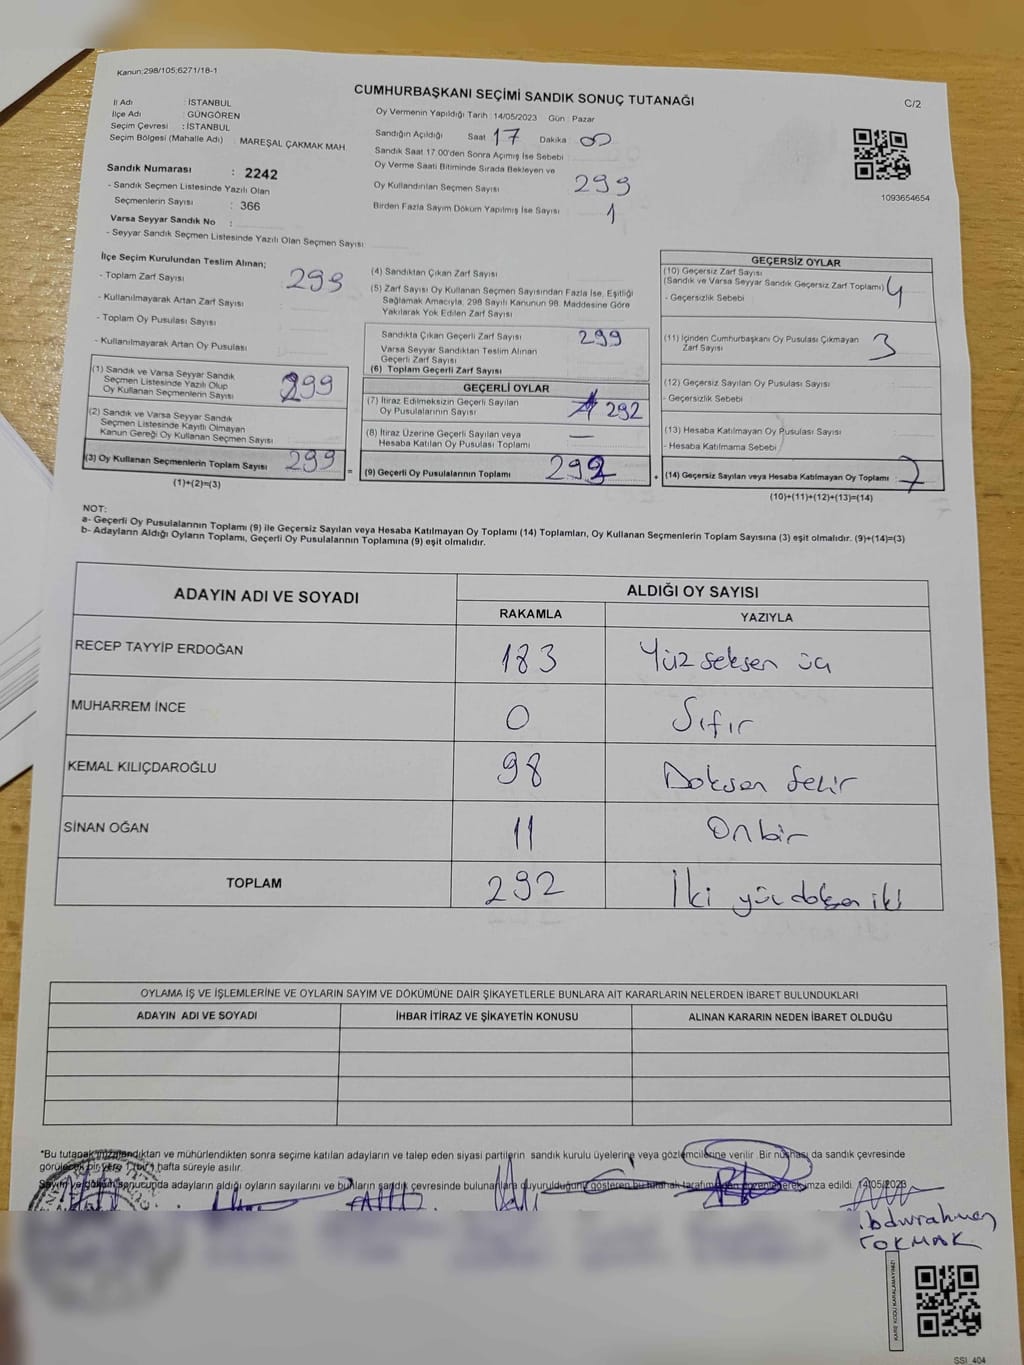 Kanun:298/105;6271/18-1
CUMHURBAŞKANI SEÇİMİ SANDIK SONUÇ TUTANAĞI
C/2
İl Adı : İSTANBUL
İlçe Adı : GÜNGÖREN
Seçim Çevresi : İSTANBUL
Seçim Bölgesi (Mahalle Adı) : MAREŞAL ÇAKMAK MAH.
Sandık Numarası : 2242
- Sandık Seçmen Listesinde Yazılı Olan
Seçmenlerin Sayısı : 366
Varsa Seyyar Sandık No :
- Seyyar Sandık Seçmen Listesinde Yazılı Olan Seçmen Sayısı
Oy Vermenin Yapıldığı Tarih : 14/05/2023 Gün : Pazar
Sandığın Açıldığı Saat 17 Dakika : 00
Sandık Saat 17.00'den Sonra Açımış İse Sebebi
Oy Verme Saati Bitiminde Sırada Bekleyen ve
Oy Kullandırılan Seçmen Sayısı 299
Birden Fazla Sayım Döküm Yapılmış İse Sayısı 1
1093654654
İlçe Seçim Kurulundan Teslim Alınan;
- Toplam Zarf Sayısı 299
- Kullanılmayarak Artan Zarf Sayısı
- Toplam Oy Pusulası Sayısı
- Kullanılmayarak Artan Oy Pusulası
(1) Sandık ve Varsa Seyyar Sandık
Seçmen Listesinde Yazılı Olup
Oy Kullanan Seçmenlerin Sayısı 299
(2) Sandık ve Varsa Seyyar Sandık
Seçmen Listesinde Kayıtlı Olmayan
Kanun Gereği Oy Kullanan Seçmen Sayısı
(3) Oy Kullanan Seçmenlerin Toplam Sayısı 299
(1)+(2)=(3)
(4) Sandıktan Çıkan Zarf Sayısı
(5) Zarf Sayısı Oy Kullanan Seçmen Sayısından Fazla İse, Eşitliği
Sağlamak Amacıyla, 298 Sayılı Kanunun 98. Maddesine Göre
Yakılarak Yok Edilen Zarf Sayısı
Sandıkta Çıkan Geçerli Zarf Sayısı 299
Varsa Seyyar Sandıktan Teslim Alınan
Geçerli Zarf Sayısı
(6) Toplam Geçerli Zarf Sayısı
GEÇERLİ OYLAR
(7) İtiraz Edilmeksizin Geçerli Sayılan
Oy Pusulalarının Sayısı 292
(8) İtiraz Üzerine Geçerli Sayılan veya
Hesaba Katılan Oy Pusulası Toplamı —
= (9) Geçerli Oy Pusulalarının Toplamı 292
GEÇERSİZ OYLAR
(10) Geçersiz Zarf Sayısı
(Sandık ve Varsa Seyyar Sandık Geçersiz Zarf Toplamı) 4
- Geçersizlik Sebebi
(11) İçinden Cumhurbaşkanı Oy Pusulası Çıkmayan
Zarf Sayısı 3
(12) Geçersiz Sayılan Oy Pusulası Sayısı
- Geçersizlik Sebebi
(13) Hesaba Katılmayan Oy Pusulası Sayısı
- Hesaba Katılmama Sebebi
+ (14) Geçersiz Sayılan veya Hesaba Katılmayan Oy Toplamı 7
(10)+(11)+(12)+(13)=(14)
NOT:
a- Geçerli Oy Pusulalarının Toplamı (9) ile Geçersiz Sayılan veya Hesaba Katılmayan Oy Toplamı (14) Toplamları, Oy Kullanan Seçmenlerin Toplam Sayısına (3) eşit olmalıdır. (9)+(14)=(3)
b- Adayların Aldığı Oyların Toplamı, Geçerli Oy Pusulalarının Toplamına (9) eşit olmalıdır.
ADAYIN ADI VE SOYADI
ALDIĞI OY SAYISI
RAKAMLA YAZIYLA
RECEP TAYYİP ERDOĞAN 183 Yüz seksen üç
MUHARREM İNCE 0 Sıfır
KEMAL KILIÇDAROĞLU 98 Doksan Sekiz
SİNAN OĞAN 11 Onbir
TOPLAM 292 İki yüz doksan iki
OYLAMA İŞ VE İŞLEMLERİNE VE OYLARIN SAYIM VE DÖKÜMÜNE DAİR ŞİKAYETLERLE BUNLARA AİT KARARLARIN NELERDEN İBARET BULUNDUKLARI
ADAYIN ADI VE SOYADI İHBAR İTİRAZ VE ŞİKAYETİN KONUSU ALINAN KARARIN NEDEN İBARET OLDUĞU
*Bu tutanak imzalandıktan ve mühürlendikten sonra seçime katılan adayların ve talep eden siyasi partilerin sandık kurulu üyelerine veya gözlemcilerine verilir. Bir nüshası da sandık çevresinde
görülecek bir yere 1 (bir) hafta süreyle asılır.
Sayım ve döküm sonucunda adayların aldığı oyların sayılarını ve bunların sandık çevresinde bulunanlara duyurulduğunu gösteren bu tutanak tarafımızdan düzenlenerek imza edildi. 14/05/2023
TOKMAK
KARE KODU KARALAMAYINIZ!
SSI_404